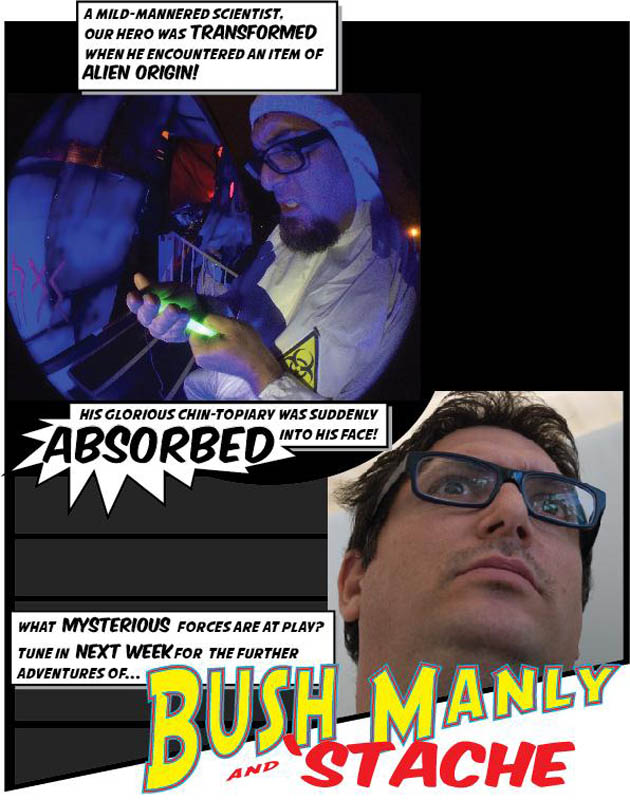 A MILD-MANNERED SCIENTIST,
OUR HERO WAS TRANSFORMED
WHEN HE ENCOUNTERED AN ITEM OF
ALIEN ORIGIN!
HIS GLORIOUS CHIN-TOPIARY WAS SUDDENLY
ABSORBED INTO HIS FACE!
WHAT MYSTERIOUS FORCES ARE AT PLAY?
TUNE IN NEXT WEEK FOR THE FURTHER
ADVENTURES OF...
BUSH MANLY
AND 'STACHE